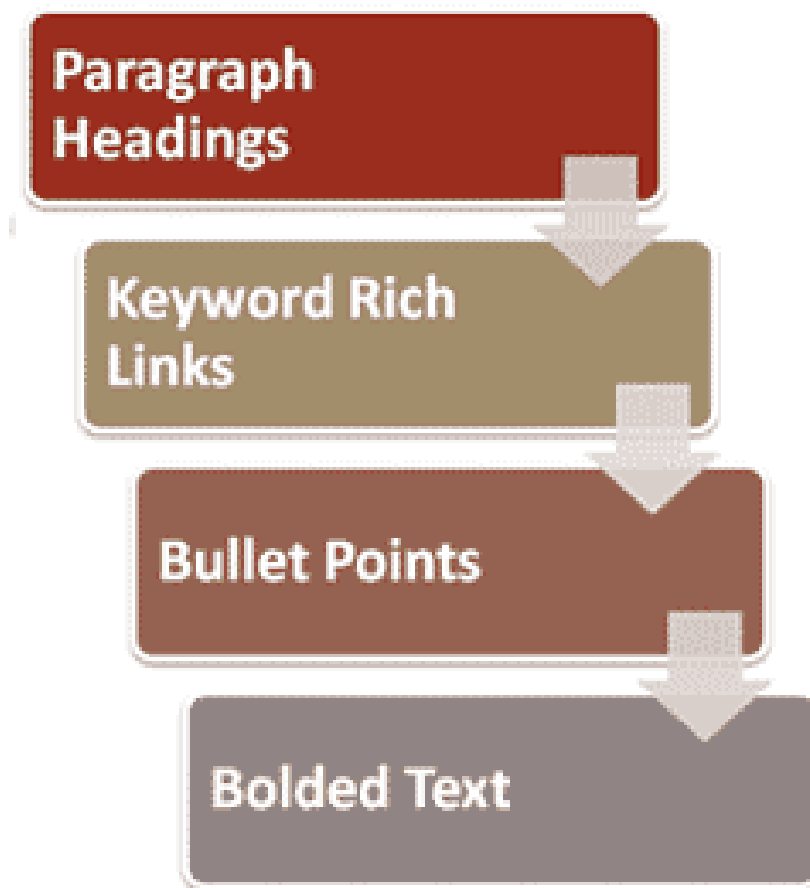 Paragraph
Headings
Keyword Rich
Links
Bullet Points
Bolded Text